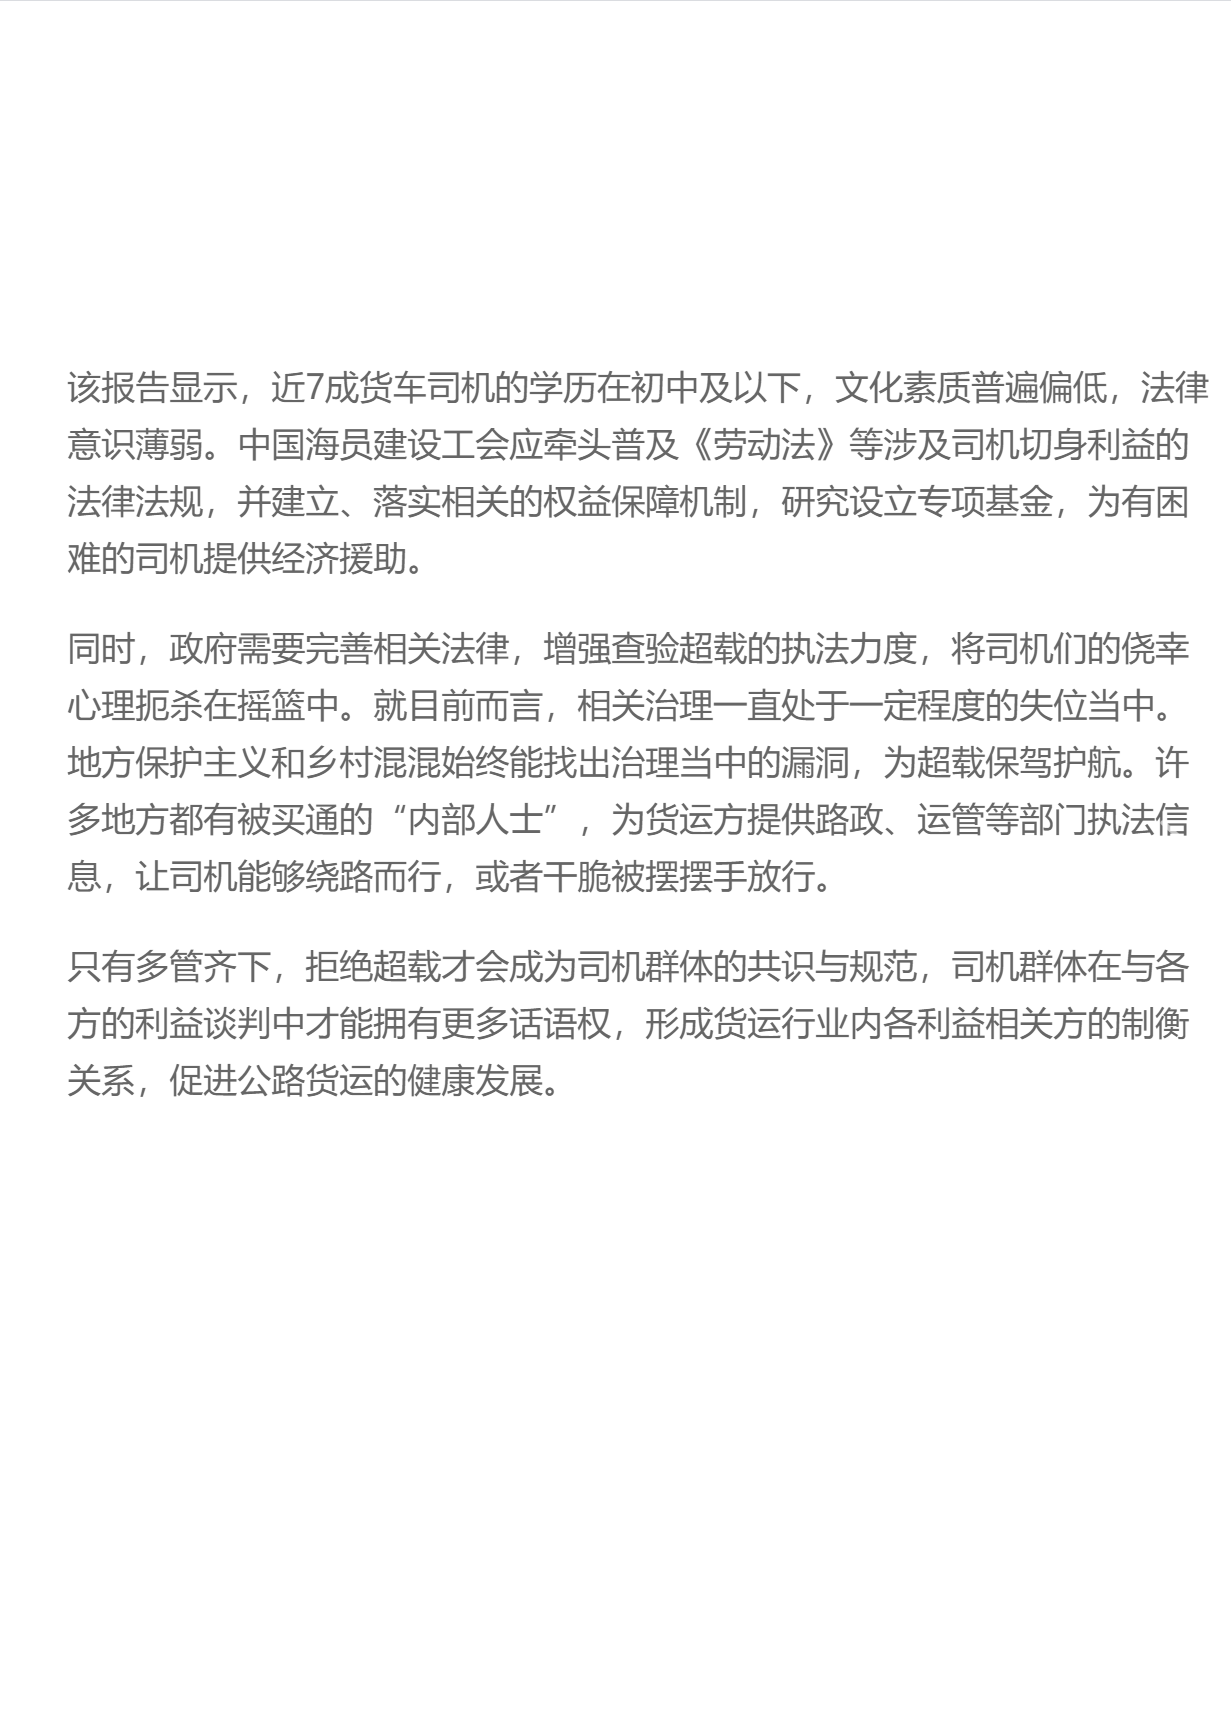 该报告显示，近7成货车司机的学历在初中及以下，文化素质普遍偏低，法律
意识薄弱。中国海员建设工会应牵头普及《劳动法》等涉及司机切身利益的
法律法规，并建立、落实相关的权益保障机制，研究设立专项基金，为有困
难的司机提供经济援助。
同时，政府需要完善相关法律，增强查验超载的执法力度，将司机们的侥幸
心理扼杀在摇篮中。就目前而言，相关治理一直处于一定程度的失位当中。
地方保护主义和乡村混混始终能找出治理当中的漏洞，为超载保驾护航。许
多地方都有被买通的“内部人士”，为货运方提供路政、运管等部门执法信
息，让司机能够绕路而行，或者干脆被摆摆手放行。
只有多管齐下，拒绝超载才会成为司机群体的共识与规范，司机群体在与各
方的利益谈判中才能拥有更多话语权，形成货运行业内各利益相关方的制衡
关系，促进公路货运的健康发展。